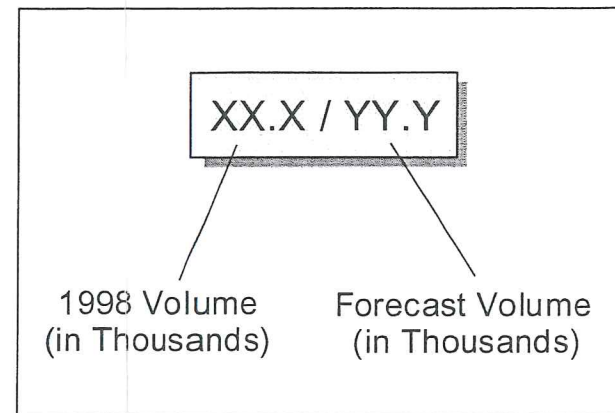 XX.X / YY.Y
1998 Volume
(in Thousands)
Forecast Volume
(in Thousands)